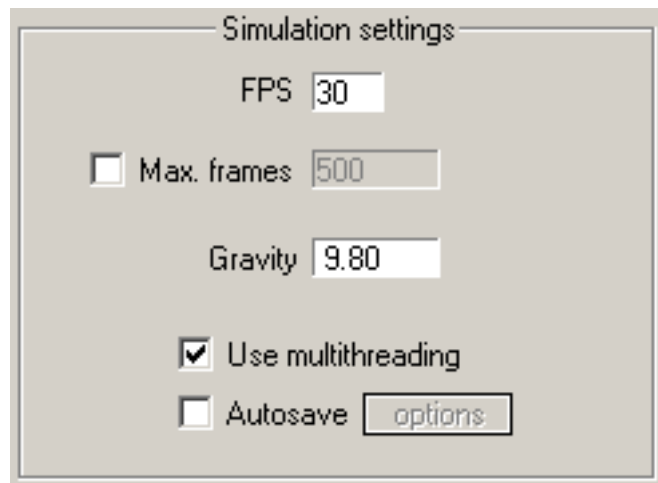 Simulation settings
FPS 30
Max. frames 500
Gravity 9.80
Use multithreading
Autosave options